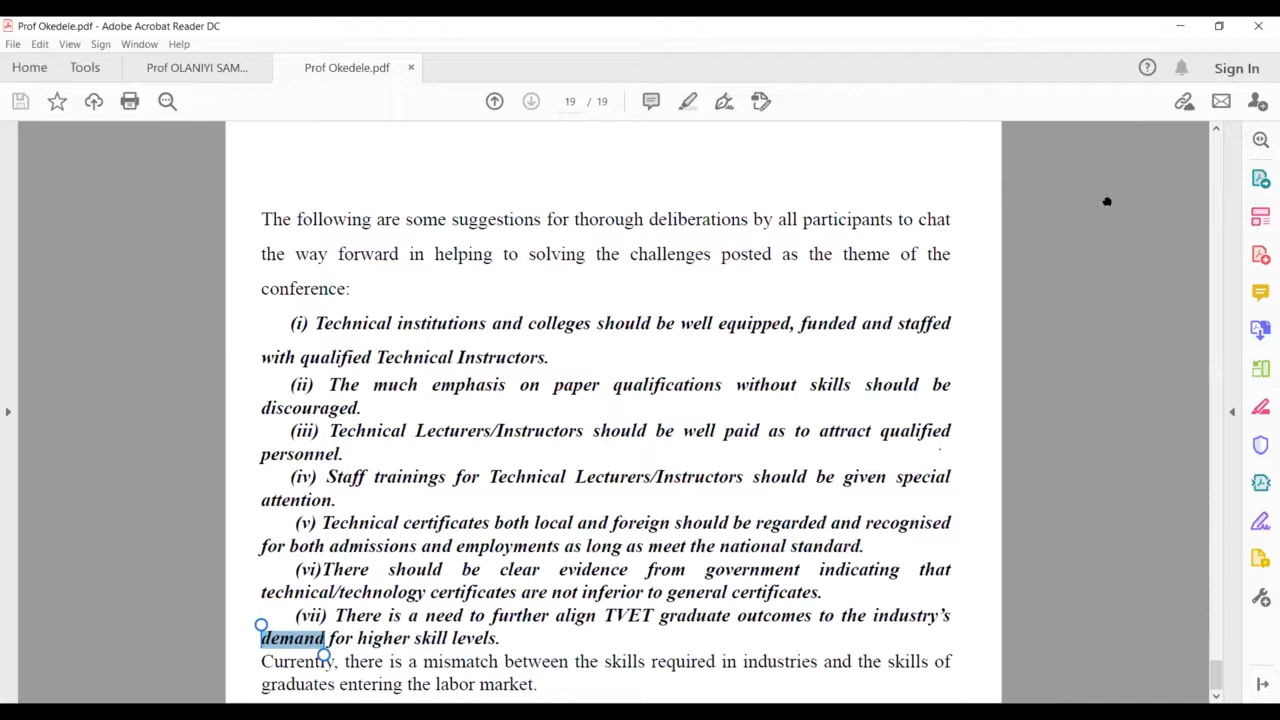 Prof Okedele.pdf - Adobe Acrobat Reader DC
File Edit View Sign Window Help
Home Tools Prof OLANIYI SAM... Prof Okedele.pdf × Sign In
19 / 19
The following are some suggestions for thorough deliberations by all participants to chat
the way forward in helping to solving the challenges posted as the theme of the
conference:
(i) Technical institutions and colleges should be well equipped, funded and staffed
with qualified Technical Instructors.
(ii) The much emphasis on paper qualifications without skills should be
discouraged.
(iii) Technical Lecturers/Instructors should be well paid as to attract qualified
personnel.
(iv) Staff trainings for Technical Lecturers/Instructors should be given special
attention.
(v) Technical certificates both local and foreign should be regarded and recognised
for both admissions and employments as long as meet the national standard.
(vi)There should be clear evidence from government indicating that
technical/technology certificates are not inferior to general certificates.
(vii) There is a need to further align TVET graduate outcomes to the industry’s
demand for higher skill levels.
Currently, there is a mismatch between the skills required in industries and the skills of
graduates entering the labor market.